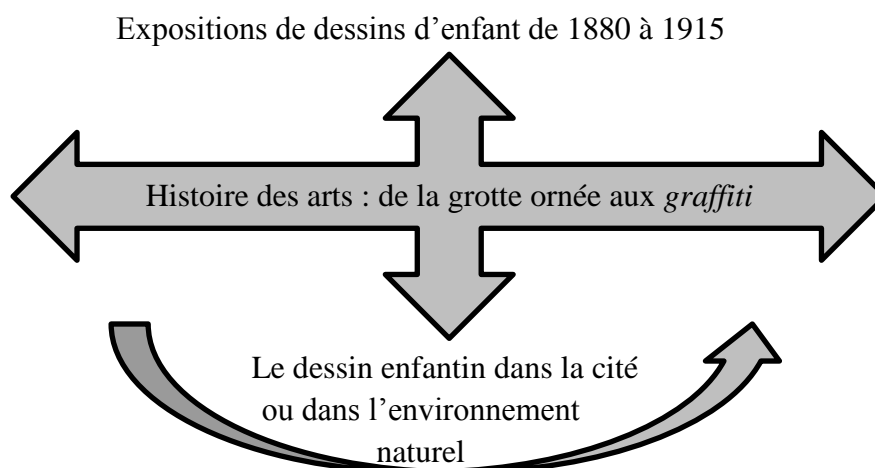 Expositions de dessins d’enfant de 1880 à 1915
Histoire des arts : de la grotte ornée aux graffiti
Le dessin enfantin dans la cité
ou dans l’environnement
naturel